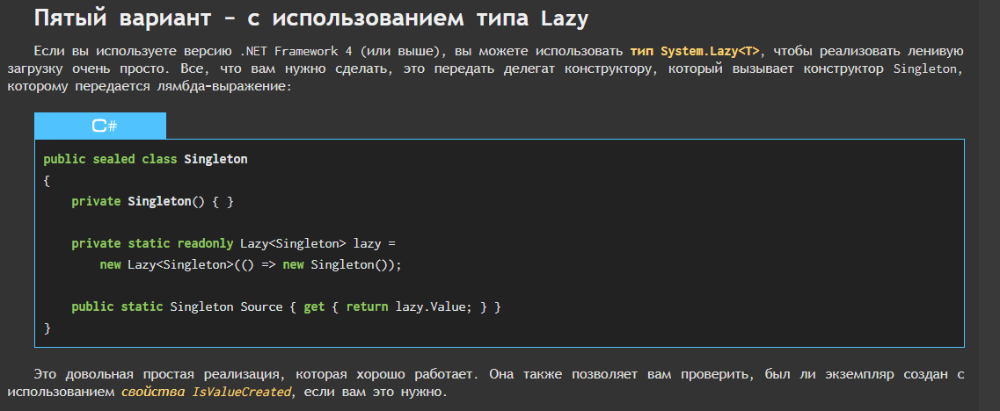 Пятый вариант – с использованием типа Lazy
Если вы используете версию .NET Framework 4 (или выше), вы можете использовать тип System.Lazy<T>, чтобы реализовать ленивую
загрузку очень просто. Все, что вам нужно сделать, это передать делегат конструктору, который вызывает конструктор Singleton,
которому передается лямбда-выражение:
C#
public sealed class Singleton
{
    private Singleton() { }
    private static readonly Lazy<Singleton> lazy =
        new Lazy<Singleton>(() => new Singleton());
    public static Singleton Source { get { return lazy.Value; } }
}
Это довольная простая реализация, которая хорошо работает. Она также позволяет вам проверить, был ли экземпляр создан с
использованием свойства IsValueCreated, если вам это нужно.